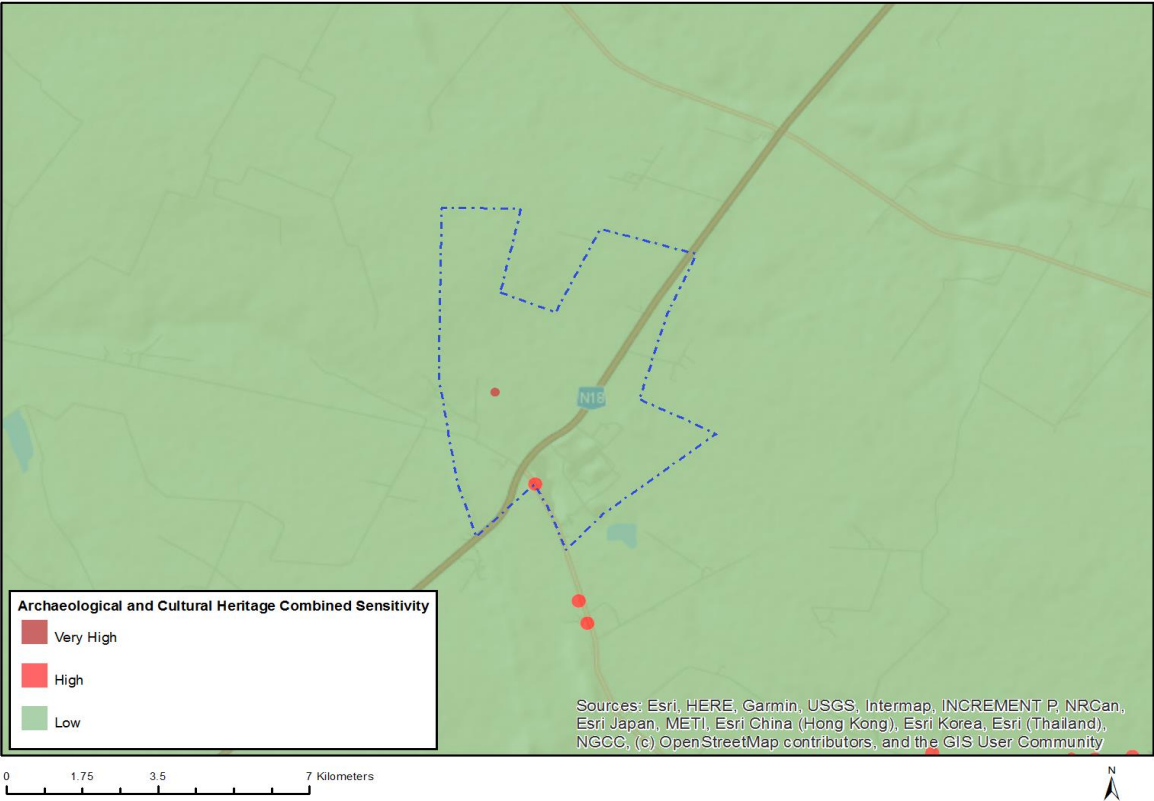 N18
Archaeological and Cultural Heritage Combined Sensitivity
Very High
High
Low
Sources: Esri, HERE, Garmin, USGS, Intermap, INCREMENT P, NRCan,
Esri Japan, METI, Esri China (Hong Kong), Esri Korea, Esri (Thailand),
NGCC, (c) OpenStreetMap contributors, and the GIS User Community
0 1.75 3.5 7 Kilometers
N